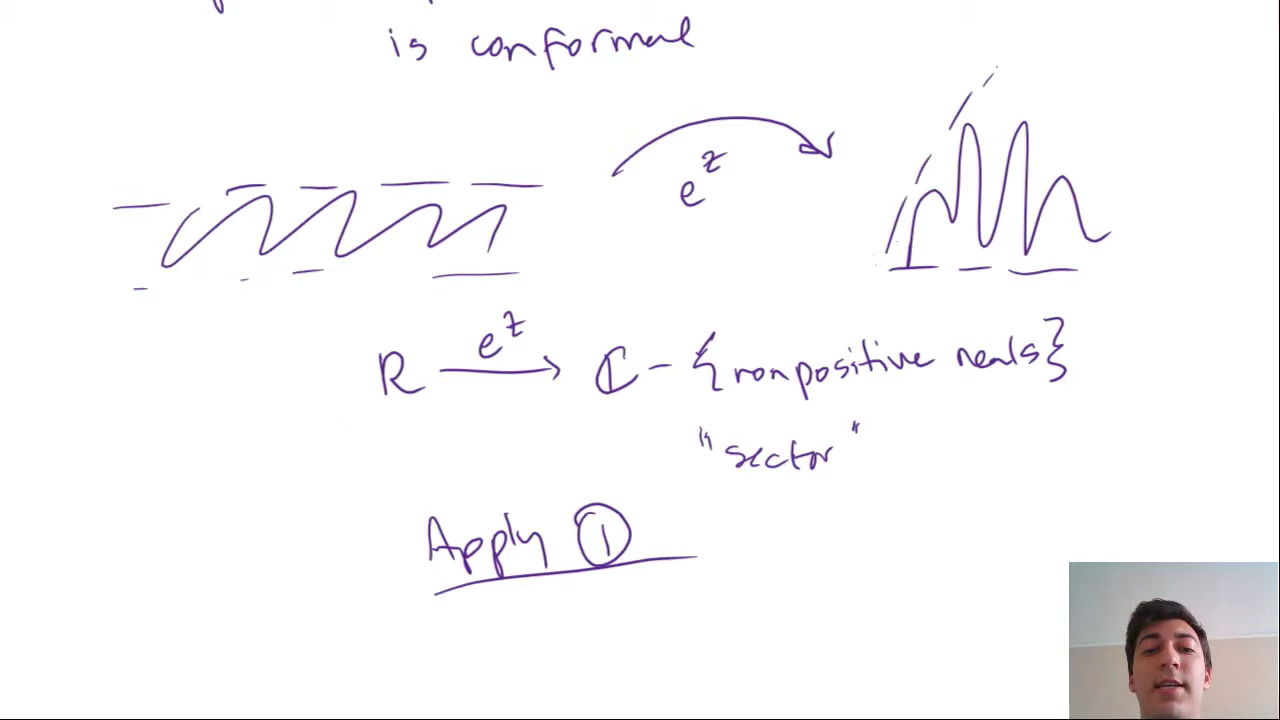 is conformal
e^z
R —e^z→ ℂ - {nonpositive reals}
"sector"
Apply ①